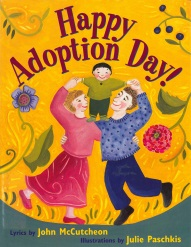 Happy
Adoption Day!
Lyrics by John McCutcheon
Illustrations by Julie Paschkis